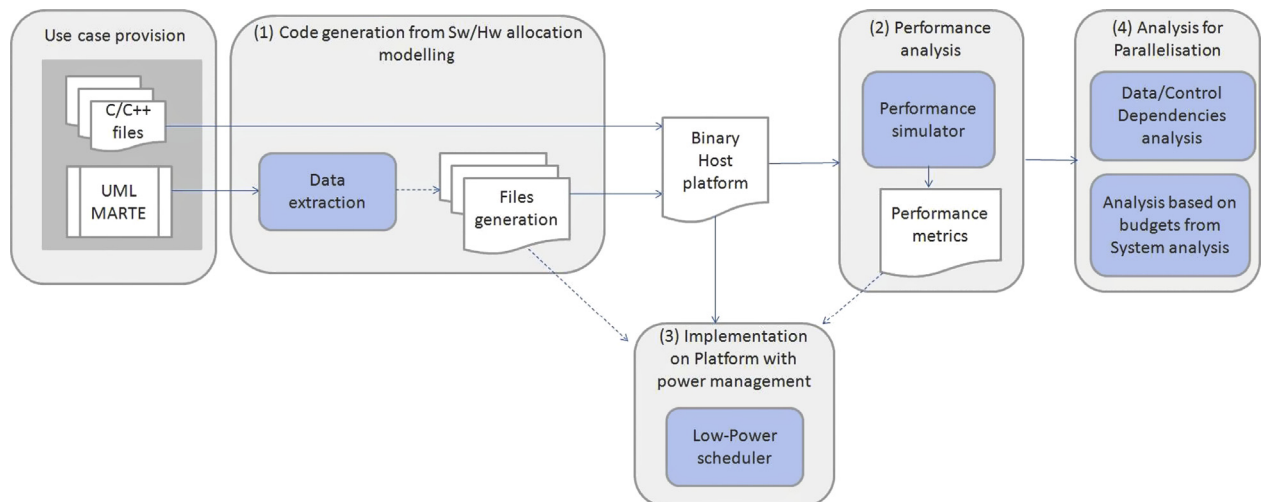 Use case provision
C/C++
files
UML
MARTE
(1) Code generation from Sw/Hw allocation
modelling
Data
extraction
Files
generation
Binary
Host
platform
(2) Performance
analysis
Performance
simulator
Performance
metrics
(4) Analysis for
Parallelisation
Data/Control
Dependencies
analysis
Analysis based on
budgets from
System analysis
(3) Implementation
on Platform with
power management
Low-Power
scheduler